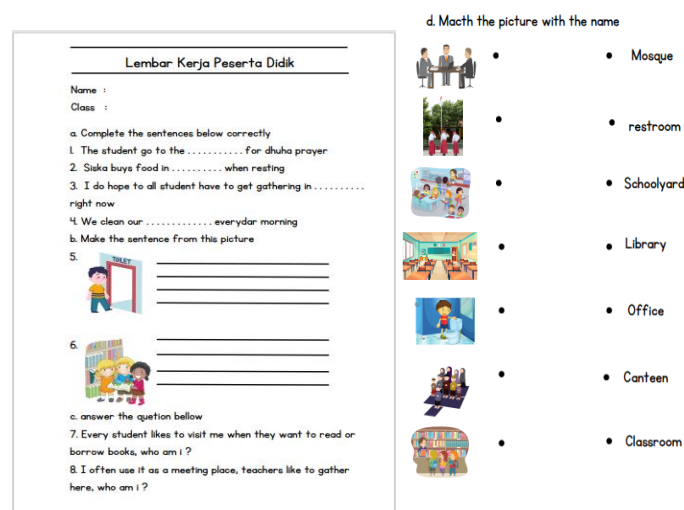 Lembar Kerja Peserta Didik
Name :
Class :
a. Complete the sentences below correctly
1. The student go to the . . . . . . . . . . . for dhuha prayer
2. Siska buys food in . . . . . . . . . . when resting
3. I do hope to all student have to get gathering in . . . . . . . . . .
right now
4. We clean our . . . . . . . . . . . . . everydar morning
b. Make the sentence from this picture
5.
TOILET
6.
c. answer the quetion bellow
7. Every student likes to visit me when they want to read or
borrow books, who am i ?
8. I often use it as a meeting place, teachers like to gather
here, who am i ?
d. Macth the picture with the name
Mosque
restroom
Schoolyard
Library
Office
Canteen
Classroom